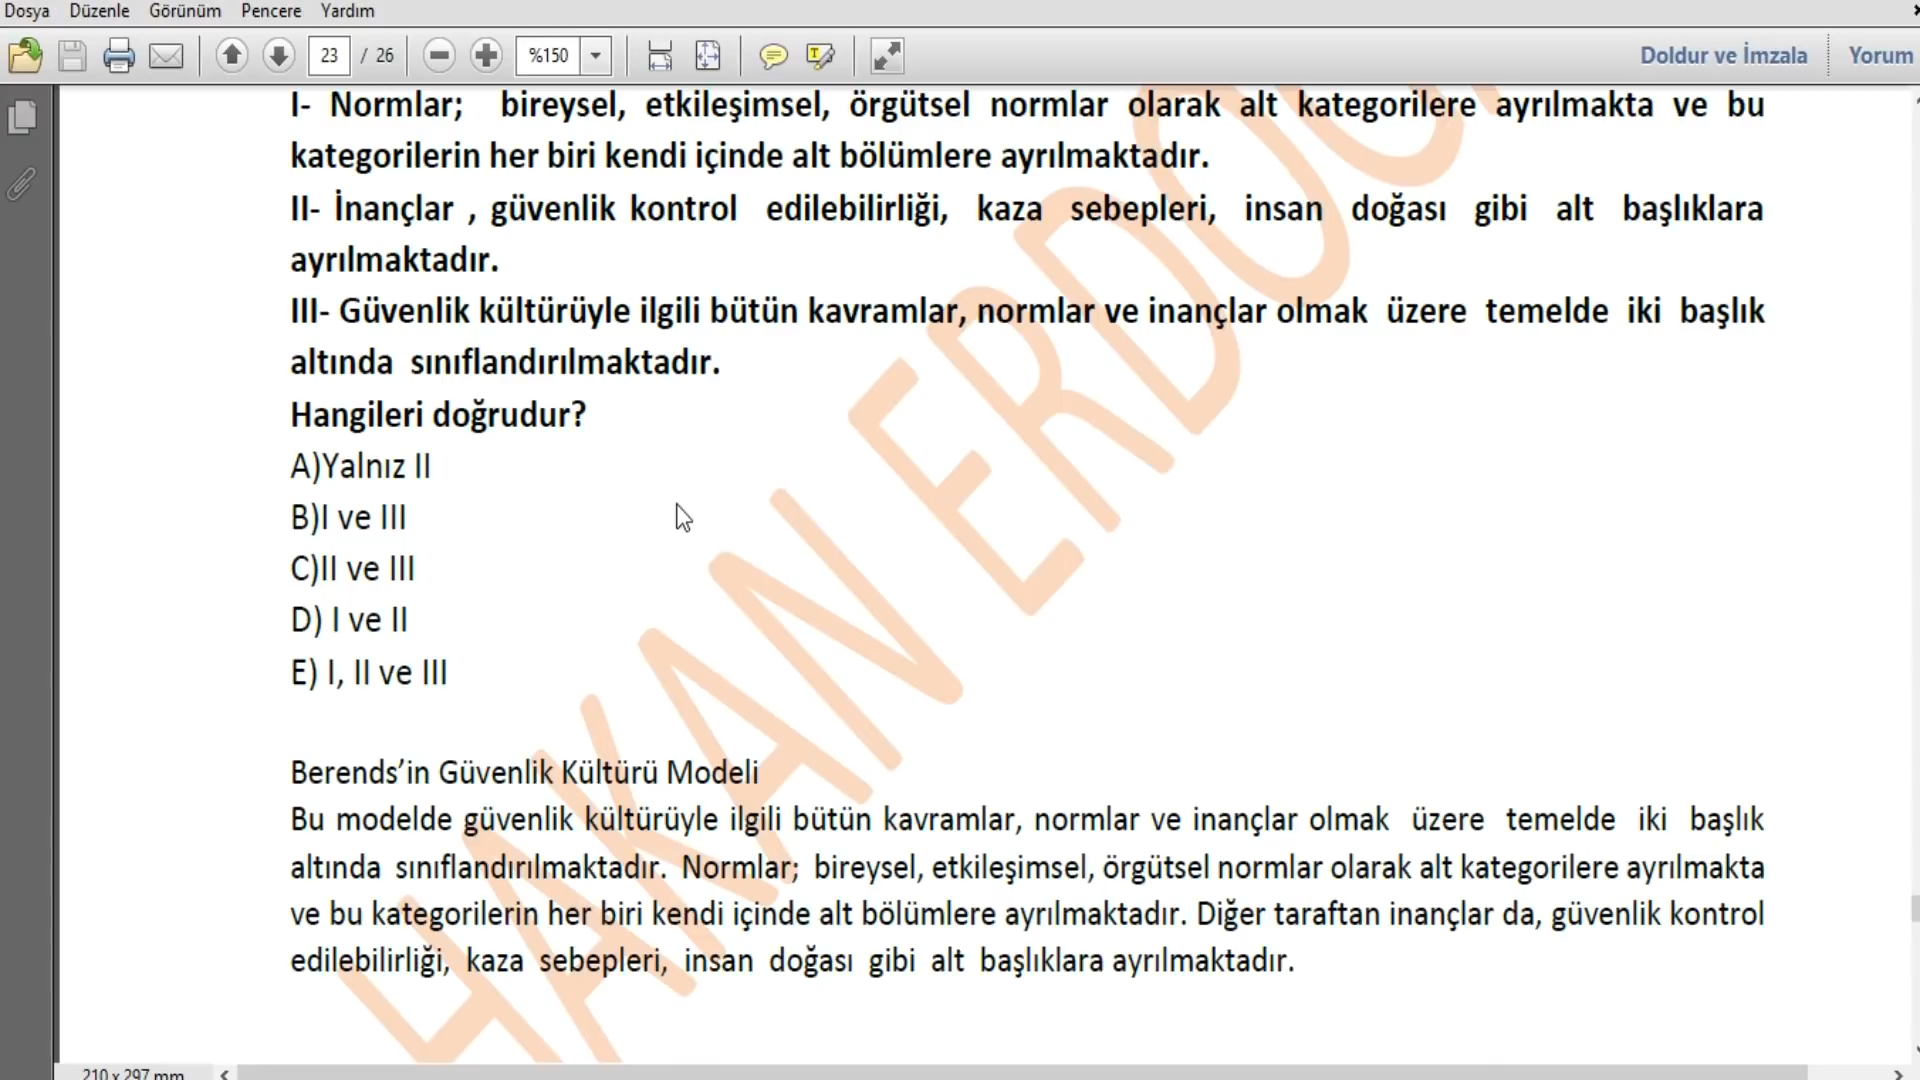 Dosya Düzenle Görünüm Pencere Yardım
23 / 26 %150 Doldur ve İmzala Yorum
I- Normlar; bireysel, etkileşimsel, örgütsel normlar olarak alt kategorilere ayrılmakta ve bu
kategorilerin her biri kendi içinde alt bölümlere ayrılmaktadır.
II- İnançlar , güvenlik kontrol edilebilirliği, kaza sebepleri, insan doğası gibi alt başlıklara
ayrılmaktadır.
III- Güvenlik kültürüyle ilgili bütün kavramlar, normlar ve inançlar olmak üzere temelde iki başlık
altında sınıflandırılmaktadır.
Hangileri doğrudur?
A)Yalnız II
B)I ve III
C)II ve III
D) I ve II
E) I, II ve III
Berends’in Güvenlik Kültürü Modeli
Bu modelde güvenlik kültürüyle ilgili bütün kavramlar, normlar ve inançlar olmak üzere temelde iki başlık
altında sınıflandırılmaktadır. Normlar; bireysel, etkileşimsel, örgütsel normlar olarak alt kategorilere ayrılmakta
ve bu kategorilerin her biri kendi içinde alt bölümlere ayrılmaktadır. Diğer taraftan inançlar da, güvenlik kontrol
edilebilirliği, kaza sebepleri, insan doğası gibi alt başlıklara ayrılmaktadır.
HAKAN ERDOĞ
210 x 297 mm